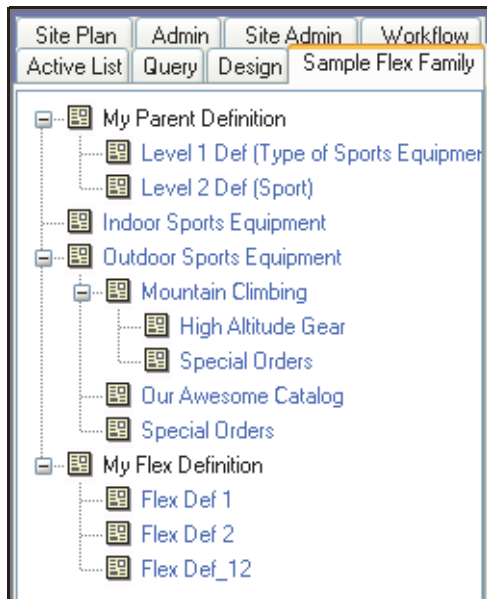 Site Plan Admin Site Admin Workflow
Active List Query Design Sample Flex Family
My Parent Definition
Level 1 Def (Type of Sports Equipmen
Level 2 Def (Sport)
Indoor Sports Equipment
Outdoor Sports Equipment
Mountain Climbing
High Altitude Gear
Special Orders
Our Awesome Catalog
Special Orders
My Flex Definition
Flex Def 1
Flex Def 2
Flex Def_12